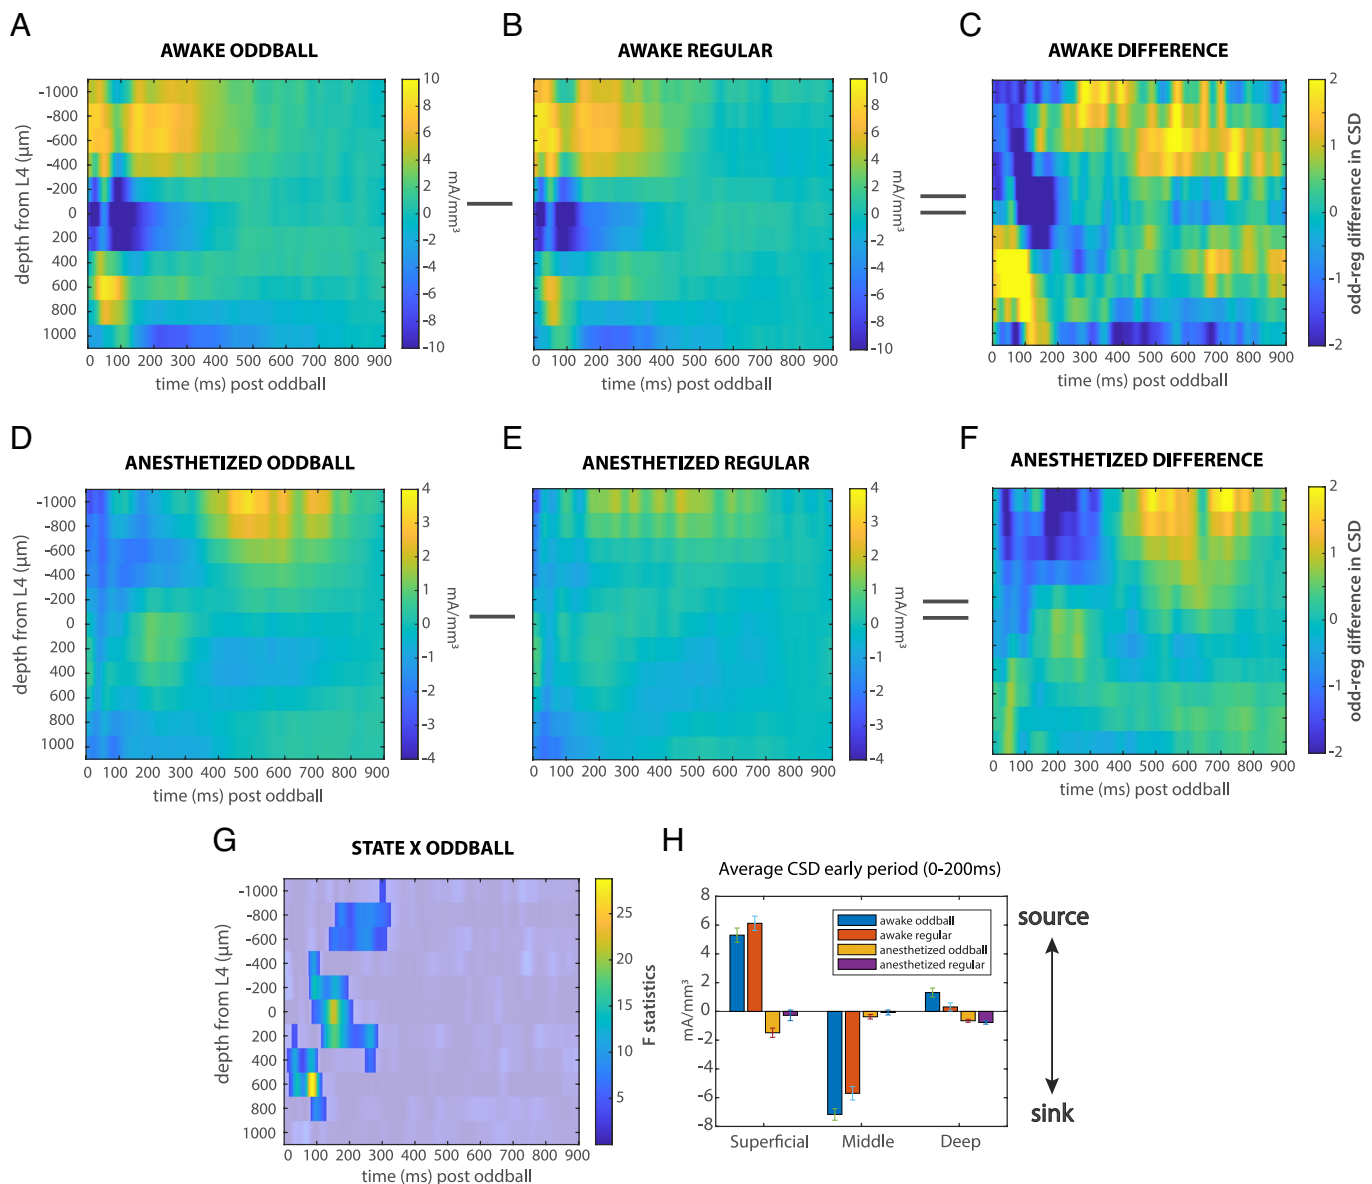 A
AWAKE ODDBALL
depth from L4 (μm)
-1000
-800
-600
-400
-200
0
200
400
600
800
1000
0 100 200 300 400 500 600 700 800 900
time (ms) post oddball
10
8
6
4
2
0
-2
-4
-6
-8
-10
mA/mm³
B
AWAKE REGULAR
0 100 200 300 400 500 600 700 800 900
time (ms) post oddball
10
8
6
4
2
0
-2
-4
-6
-8
-10
mA/mm³
C
AWAKE DIFFERENCE
0 100 200 300 400 500 600 700 800 900
time (ms) post oddball
2
1
0
-1
-2
odd-reg difference in CSD
D
ANESTHETIZED ODDBALL
depth from L4 (μm)
-1000
-800
-600
-400
-200
0
200
400
600
800
1000
0 100 200 300 400 500 600 700 800 900
time (ms) post oddball
4
3
2
1
0
-1
-2
-3
-4
mA/mm³
E
ANESTHETIZED REGULAR
0 100 200 300 400 500 600 700 800 900
time (ms) post oddball
4
3
2
1
0
-1
-2
-3
-4
mA/mm³
F
ANESTHETIZED DIFFERENCE
0 100 200 300 400 500 600 700 800 900
time (ms) post oddball
2
1
0
-1
-2
odd-reg difference in CSD
G
STATE X ODDBALL
depth from L4 (μm)
-1000
-800
-600
-400
-200
0
200
400
600
800
1000
0 100 200 300 400 500 600 700 800 900
time (ms) post oddball
25
20
15
10
5
F statistics
H
Average CSD early period (0-200ms)
mA/mm³
8
6
4
2
0
-2
-4
-6
-8
awake oddball
awake regular
anesthetized oddball
anesthetized regular
Superficial Middle Deep
source
sink